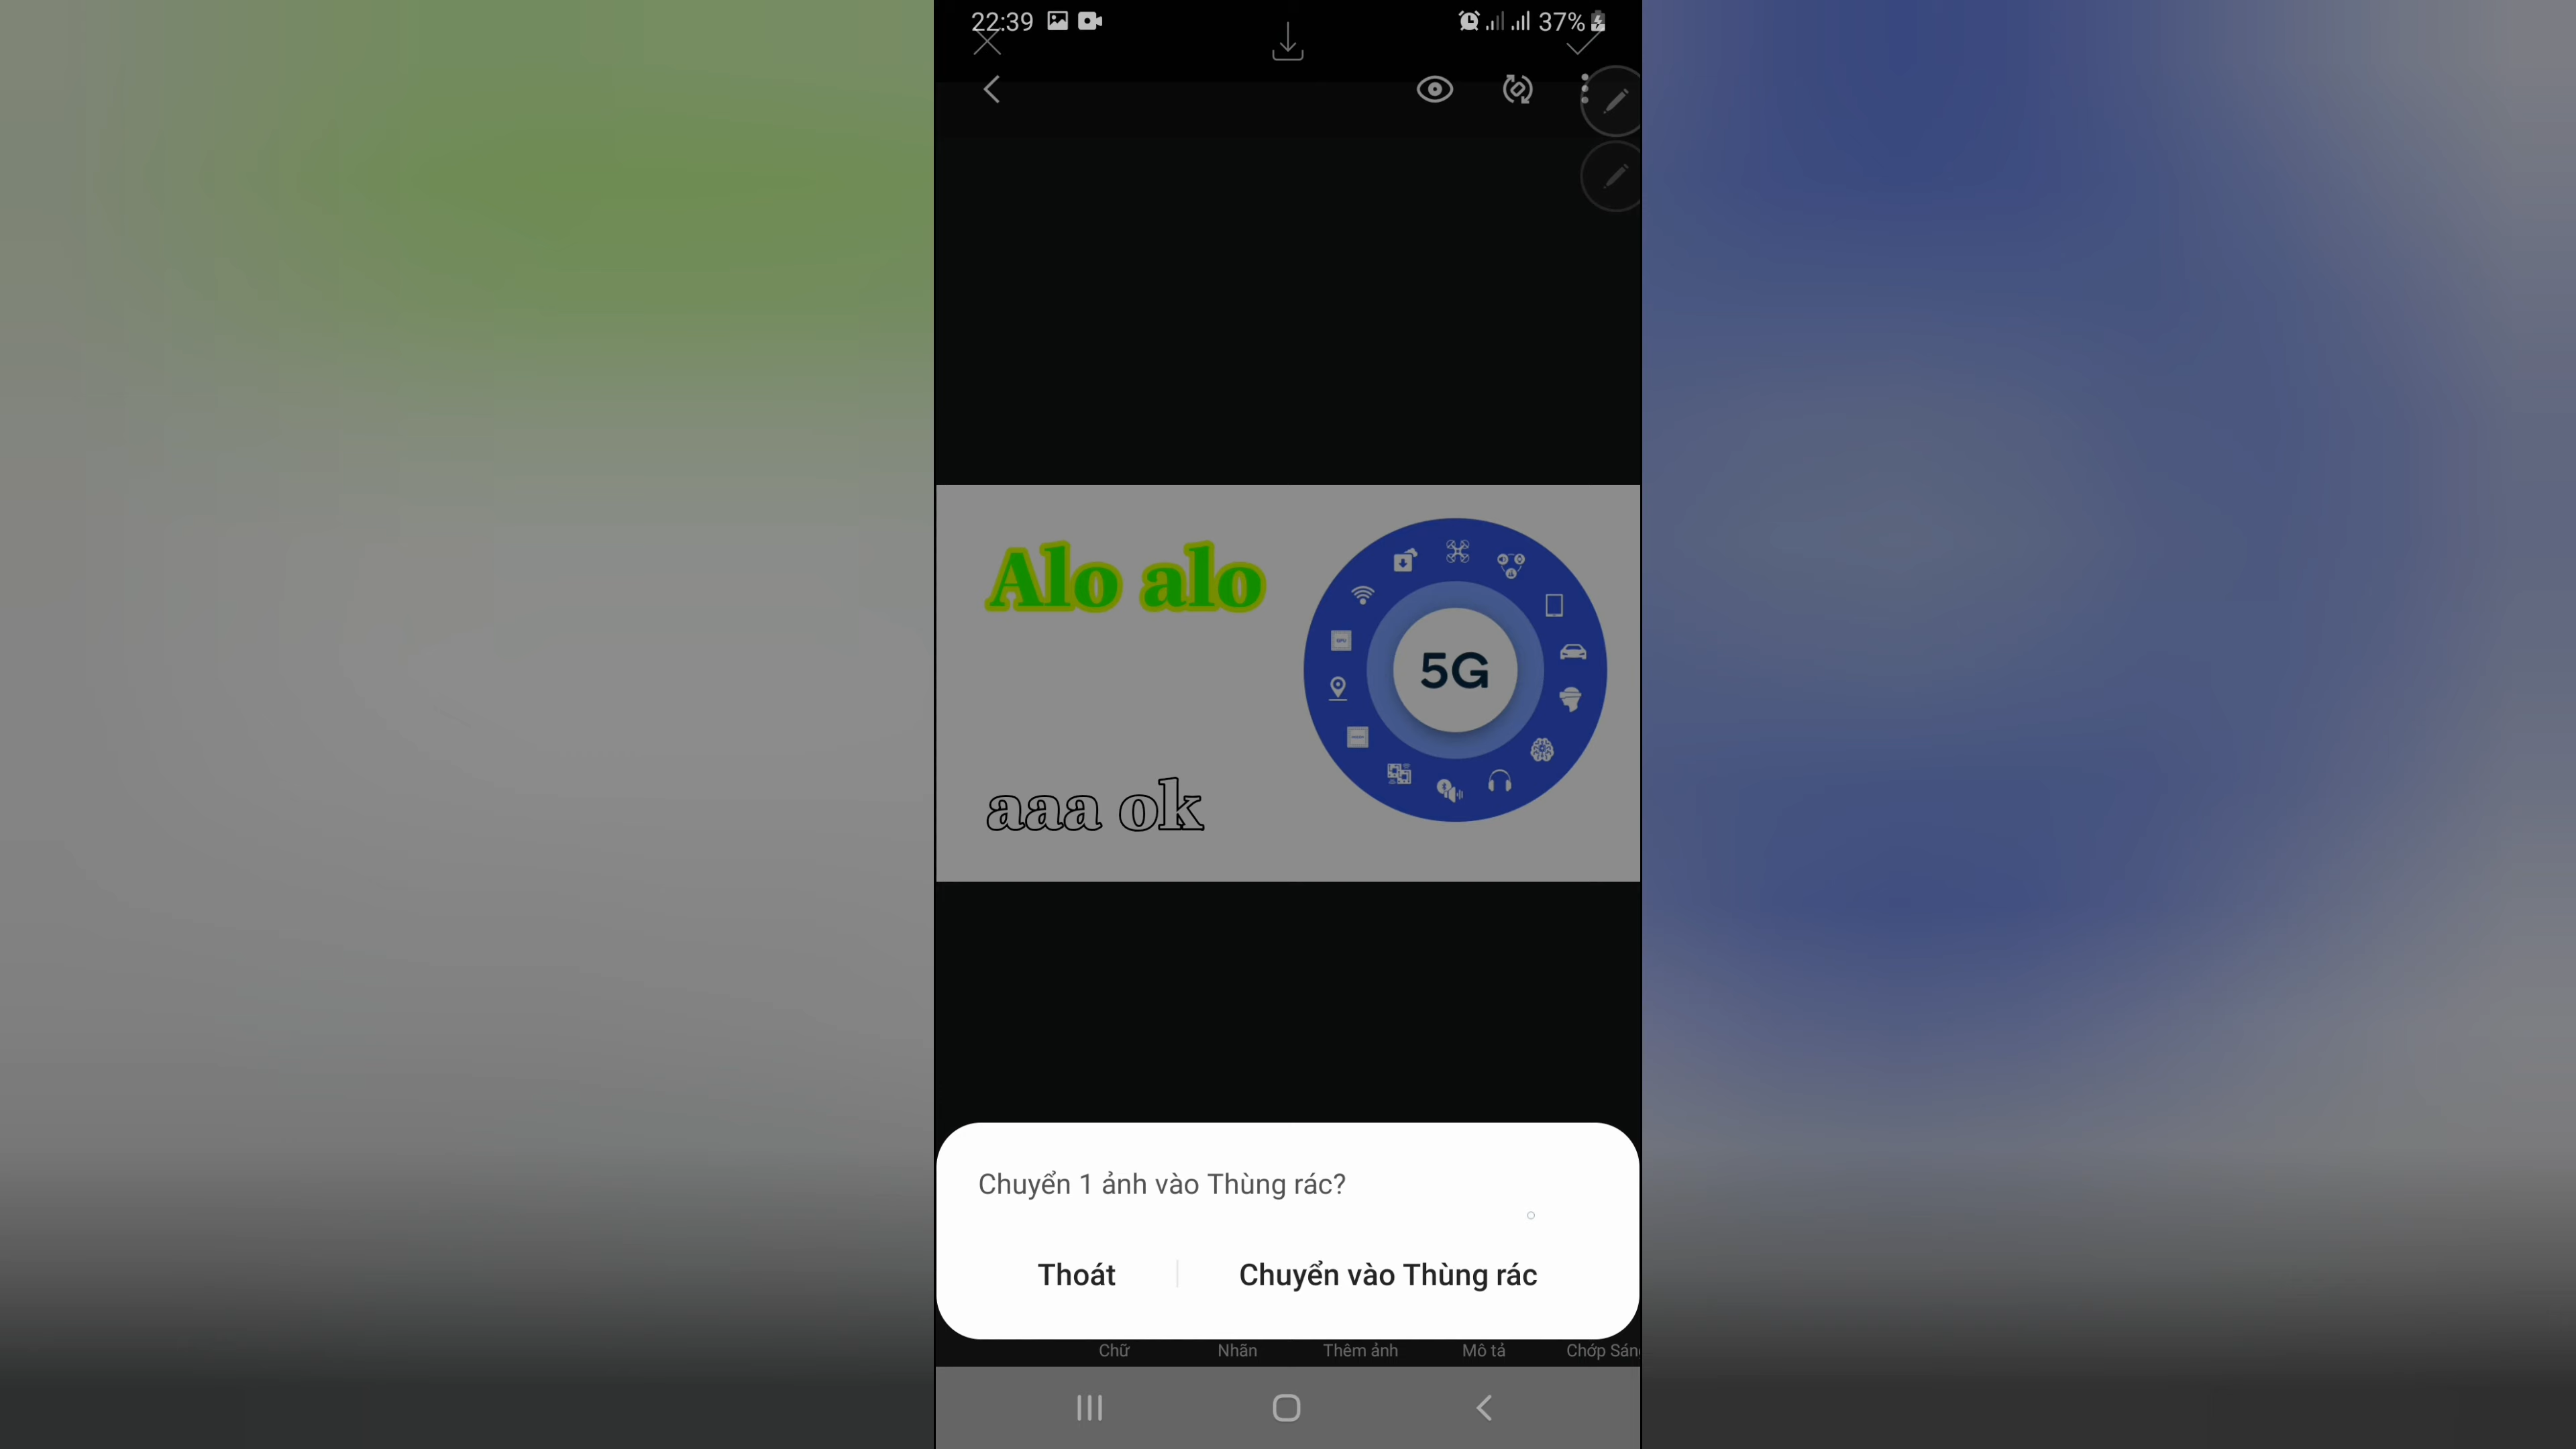 22:39
37%
Alo alo
5G
aaa ok
Chuyển 1 ảnh vào Thùng rác?
Thoát
Chuyển vào Thùng rác
Chữ
Nhãn
Thêm ảnh
Mô tả
Chớp